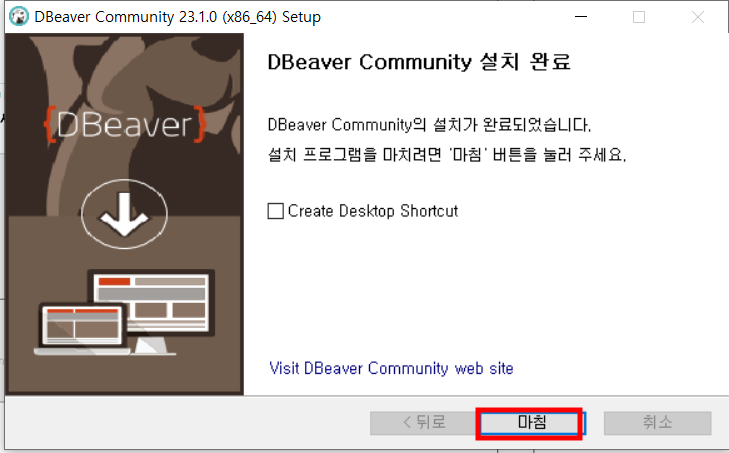 DBeaver Community 23.1.0 (x86_64) Setup
{DBeaver}
DBeaver Community 설치 완료
DBeaver Community의 설치가 완료되었습니다.
설치 프로그램을 마치려면 '마침' 버튼을 눌러 주세요.
Create Desktop Shortcut
Visit DBeaver Community web site
< 뒤로
마침
취소